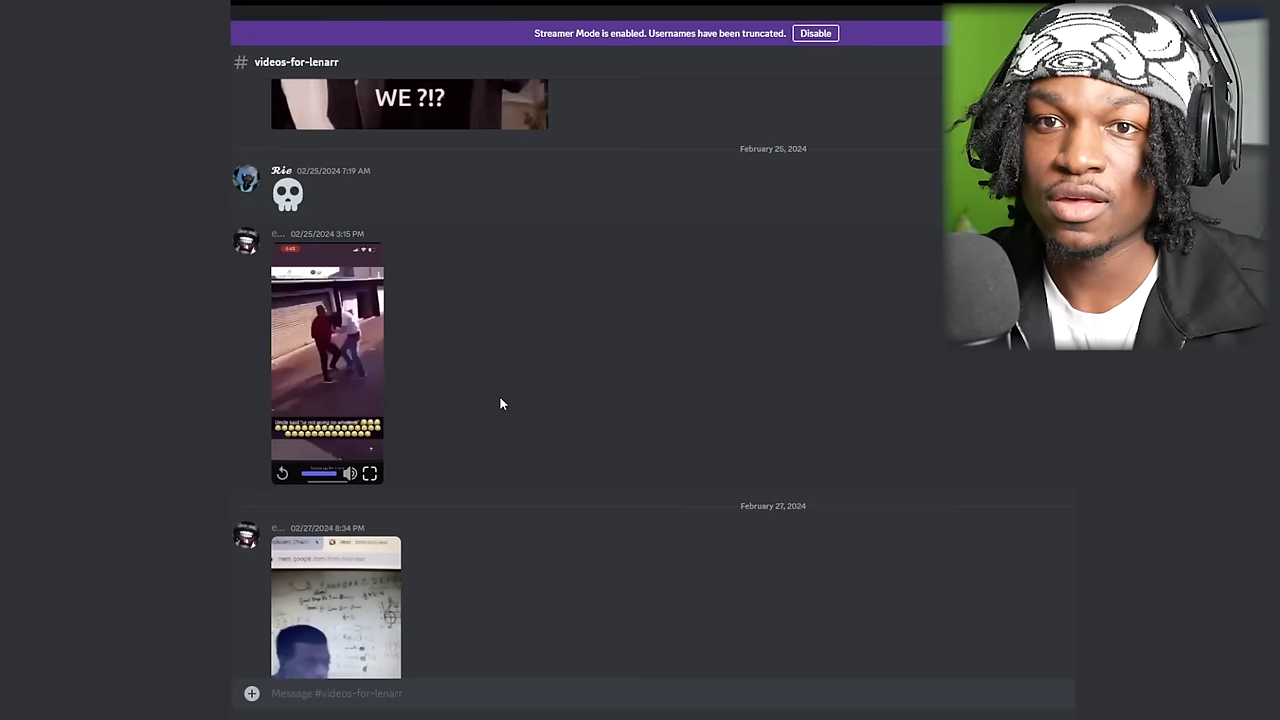 Streamer Mode is enabled. Usernames have been truncated. Disable
# videos-for-lenarr
WE ?!?
February 25, 2024
Rie 02/25/2024 7:19 AM
e... 02/25/2024 3:15 PM
February 27, 2024
e... 02/27/2024 8:34 PM
Message #videos-for-lenarr